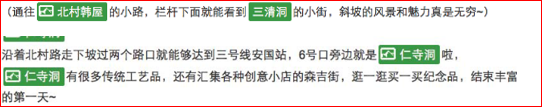 （通往 北村韩屋 的小路，栏杆下面就能看到 三清洞 的小街，斜坡的风景和魅力真是无穷~）
沿着北村路走下坡过两个路口就能够达到三号线安国站，6号口旁边就是 仁寺洞 啦，
仁寺洞 有很多传统工艺品，还有汇集各种创意小店的森吉街，逛一逛买一买纪念品，结束丰富
的第一天~